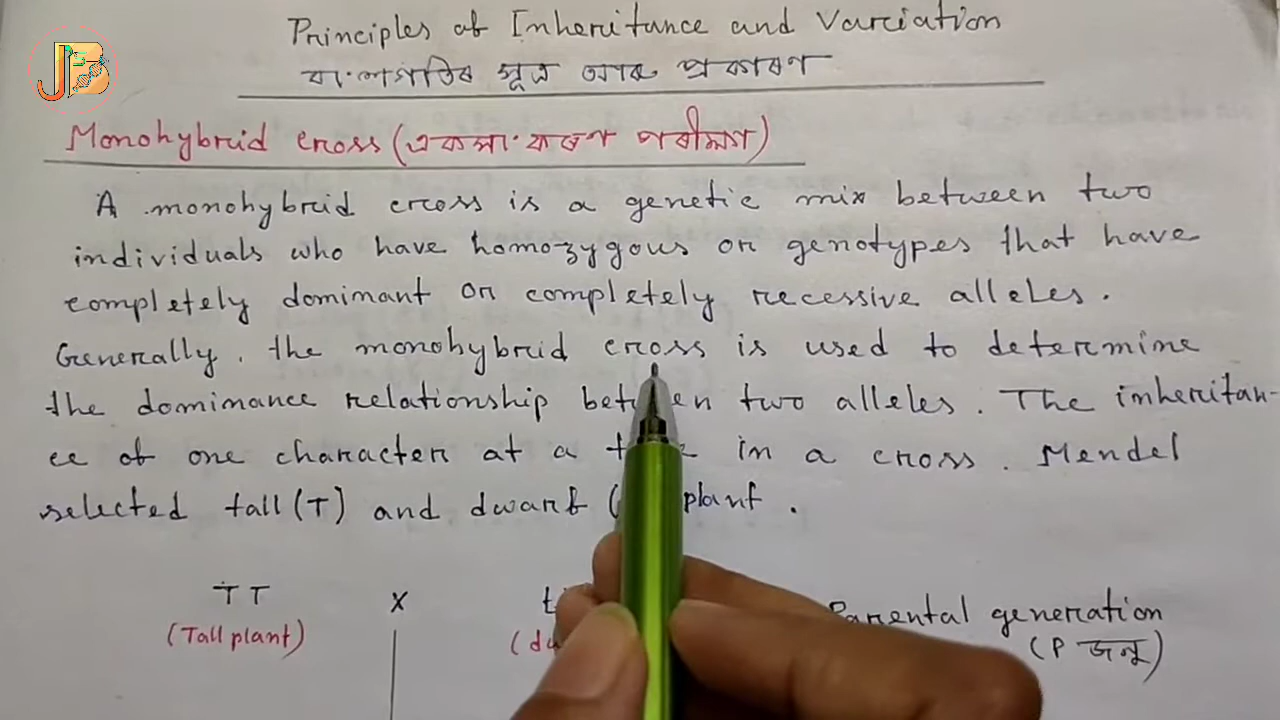 JPB
Principles of Inheritance and Variation
বংশগতিৰ সূত্ৰ আৰু প্ৰকাৰণ
Monohybrid cross (একসংকৰণ পৰীক্ষা)
A monohybrid cross is a genetic mix between two
individuals who have homozygous or genotypes that have
completely dominant or completely recessive alleles.
Generally, the monohybrid cross is used to determine
the dominance relationship between two alleles. The inheritan-
ce of one character at a in a cross. Mendel
selected tall (T) and dwarf ( plant.
TT x
(Tall plant) Parental generation
(P জনু)